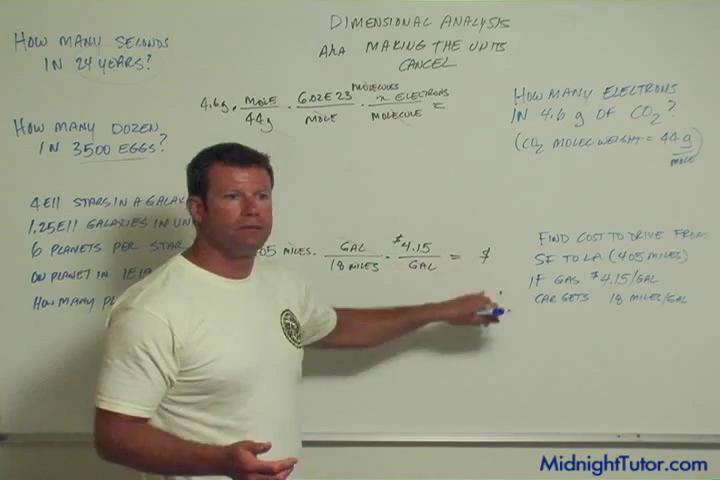 DIMENSIONAL ANALYSIS
AKA MAKING THE UNITS
CANCEL
HOW MANY SECONDS
IN 24 YEARS?
4.6g · MOLE / 44g · 6.02E23 MOLECULES / MOLE · x ELECTRONS / MOLECULE =
HOW MANY ELECTRONS
IN 4.6 g OF CO2?
(CO2 MOLEC WEIGHT = 44 g / MOLE)
HOW MANY DOZEN
IN 3500 EGGS?
4E11 STARS IN A GALAXY
1.25E11 GALAXIES IN
6 PLANETS PER STAR
HOW MANY
405 MILES · GAL / 18 MILES · $4.15 / GAL = $
FIND COST TO DRIVE FROM
SF TO LA (405 MILES)
IF GAS $4.15/GAL
CAR GETS 18 MILES/GAL
MidnightTutor.com